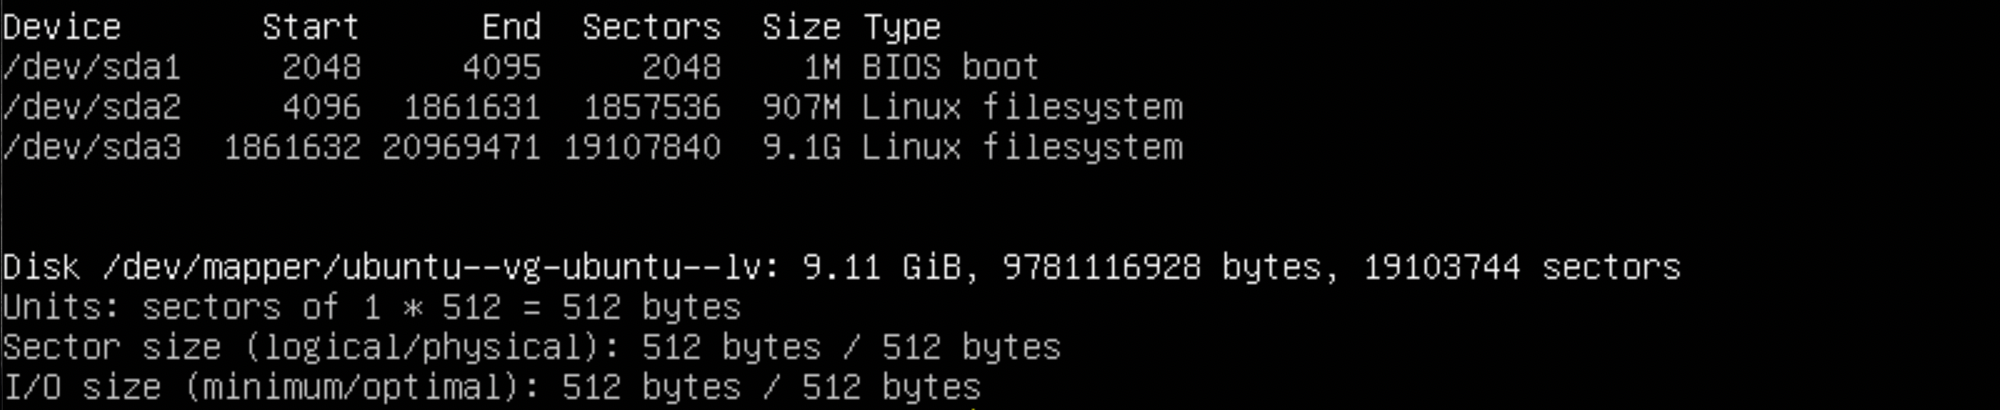 Device Start End Sectors Size Type
/dev/sda1 2048 4095 2048 1M BIOS boot
/dev/sda2 4096 1861631 1857536 907M Linux filesystem
/dev/sda3 1861632 20969471 19107840 9.1G Linux filesystem
Disk /dev/mapper/ubuntu--vg-ubuntu--lv: 9.11 GiB, 9781116928 bytes, 19103744 sectors
Units: sectors of 1 * 512 = 512 bytes
Sector size (logical/physical): 512 bytes / 512 bytes
I/O size (minimum/optimal): 512 bytes / 512 bytes